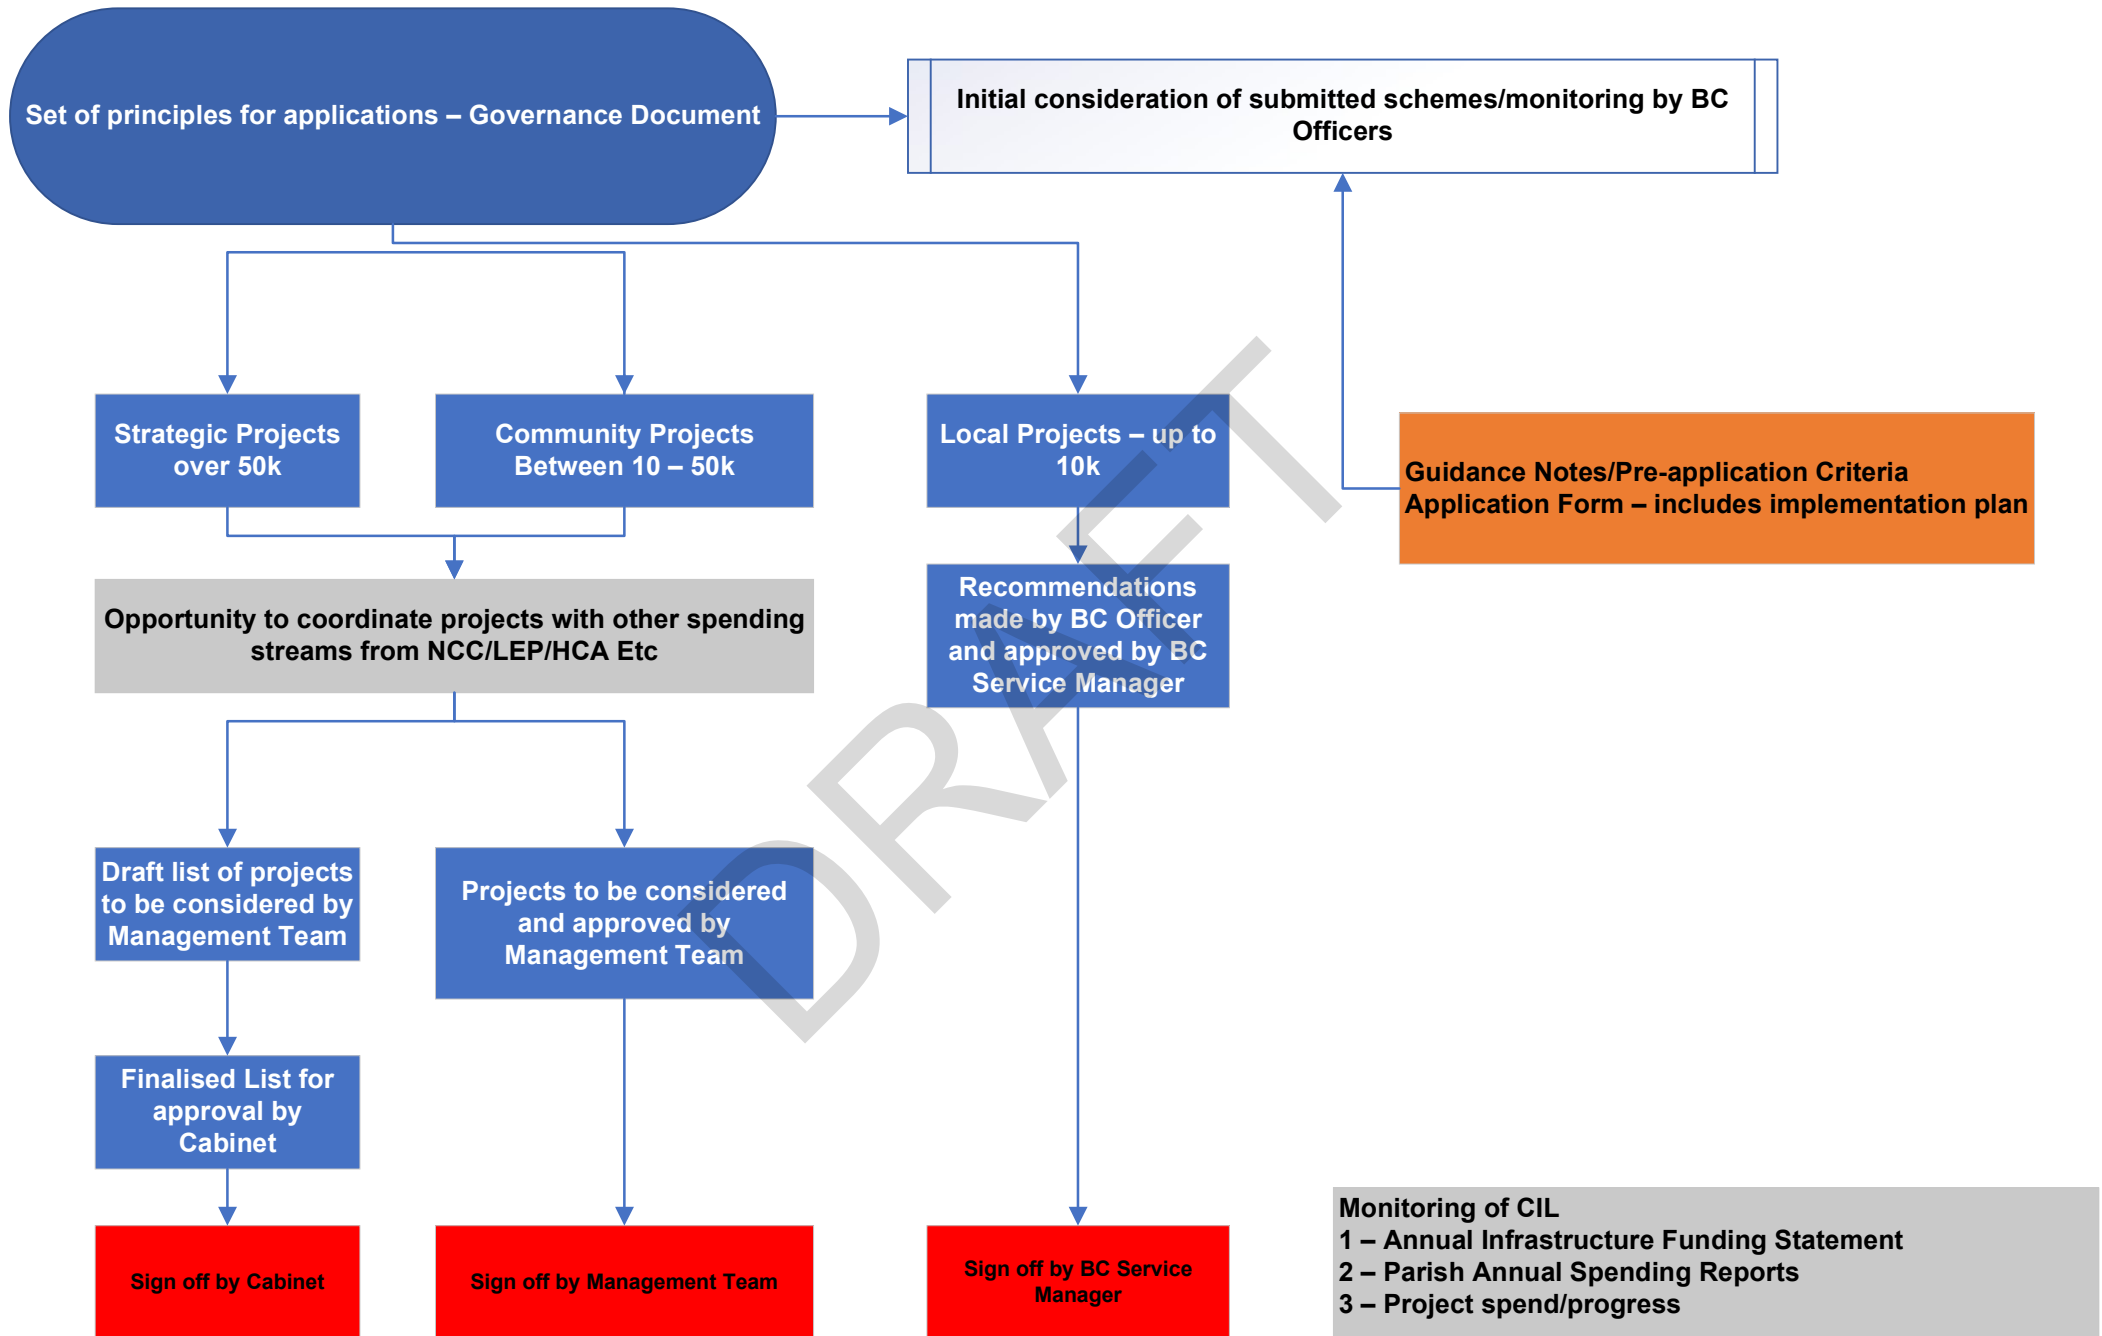 Set of principles for applications – Governance Document
Initial consideration of submitted schemes/monitoring by BC
Officers
Strategic Projects
over 50k
Community Projects
Between 10 – 50k
Local Projects – up to
10k
Guidance Notes/Pre-application Criteria
Application Form – includes implementation plan
Opportunity to coordinate projects with other spending
streams from NCC/LEP/HCA Etc
Recommendations
made by BC Officer
and approved by BC
Service Manager
Draft list of projects
to be considered by
Management Team
Projects to be considered
and approved by
Management Team
Finalised List for
approval by
Cabinet
Sign off by Cabinet
Sign off by Management Team
Sign off by BC Service
Manager
Monitoring of CIL
1 – Annual Infrastructure Funding Statement
2 – Parish Annual Spending Reports
3 – Project spend/progress
DRAFT